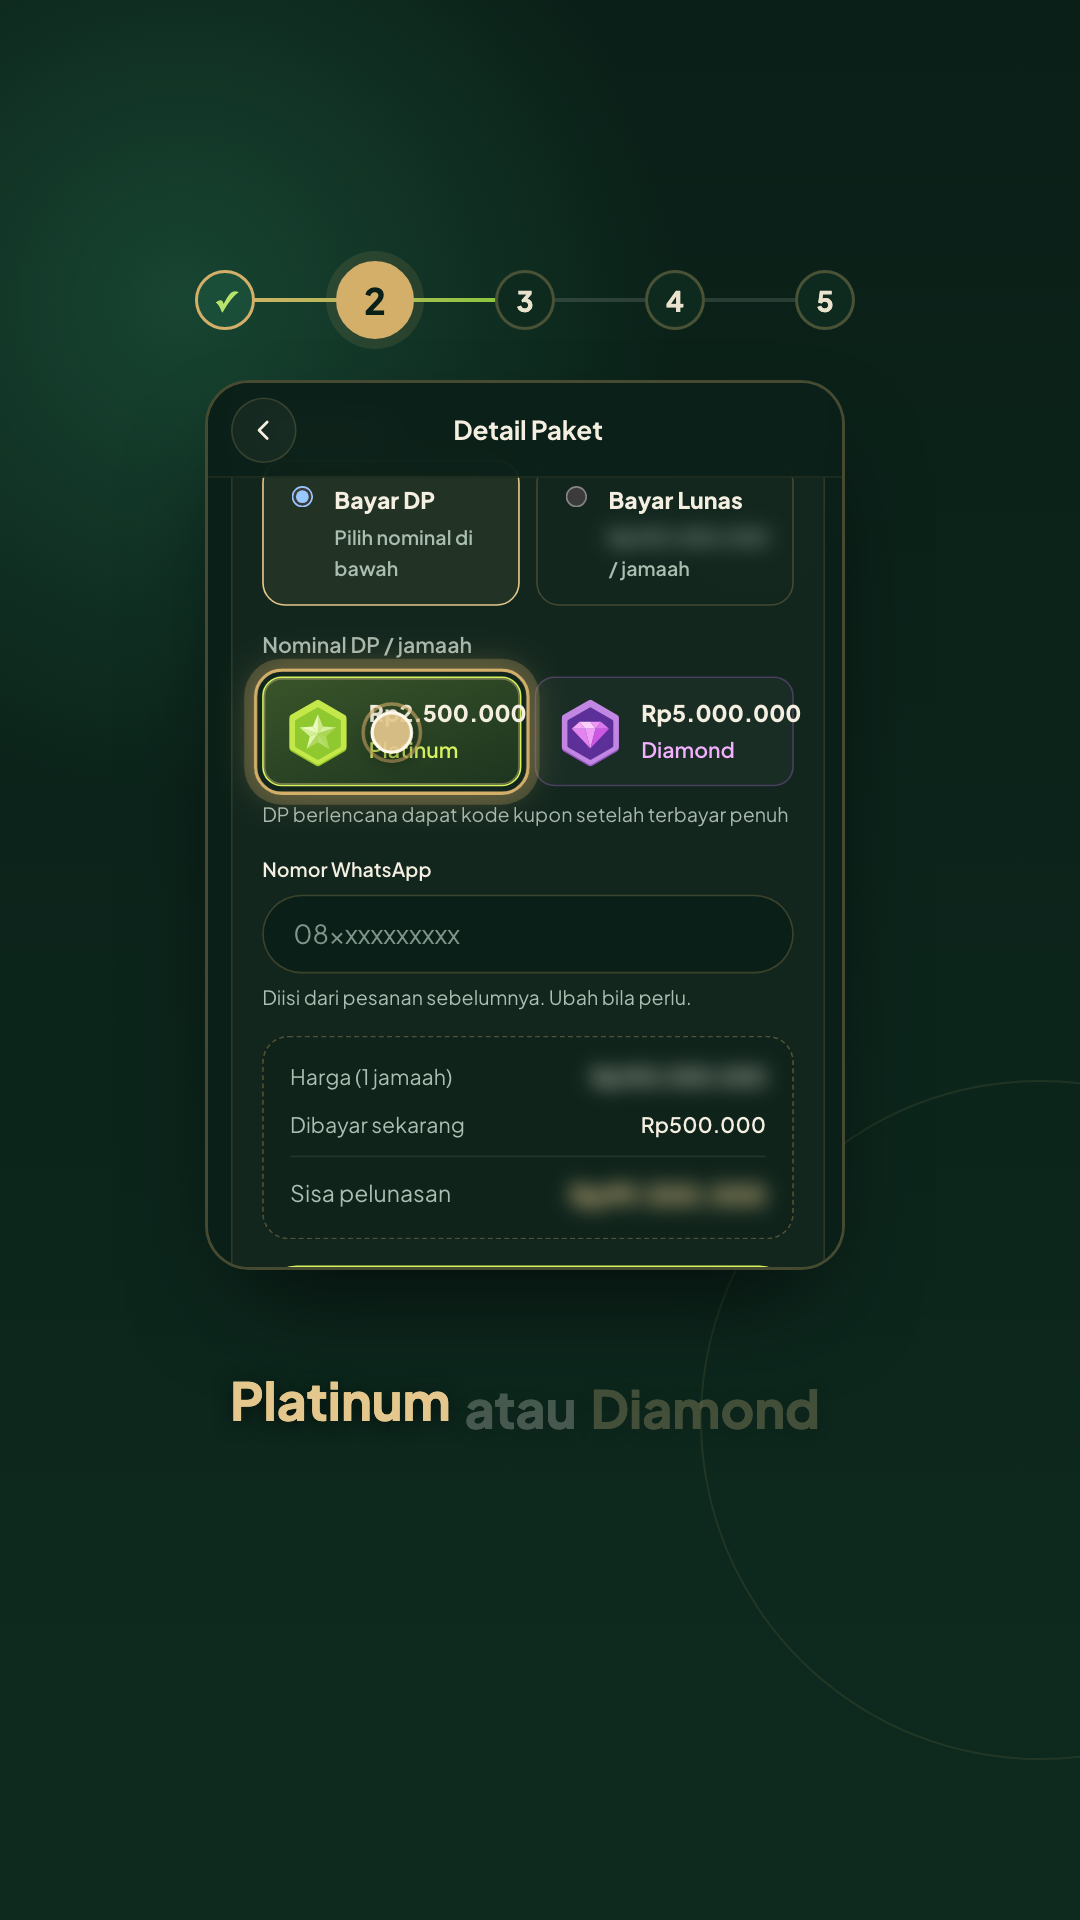 ✓ 2 3 4 5
Detail Paket
Bayar DP
Pilih nominal di
bawah
Bayar Lunas
/ jamaah
Nominal DP / jamaah
Rp2.500.000
Platinum
Rp5.000.000
Diamond
DP berlencana dapat kode kupon setelah terbayar penuh
Nomor WhatsApp
08xxxxxxxxxx
Diisi dari pesanan sebelumnya. Ubah bila perlu.
Harga (1 jamaah)
Dibayar sekarang Rp500.000
Sisa pelunasan
Platinum atau Diamond